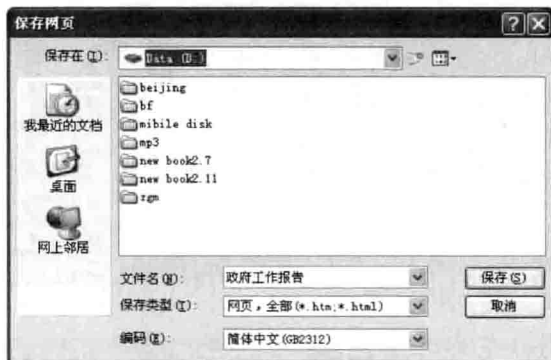 保存网页
保存在(I):
Data (D:)
我最近的文档
桌面
网上邻居
beijing
bf
mibile disk
mp3
new book2.7
new book2.11
rgm
文件名(N):
政府工作报告
保存(S)
保存类型(T):
网页，全部(*.htm;*.html)
取消
编码(E):
简体中文(GB2312)